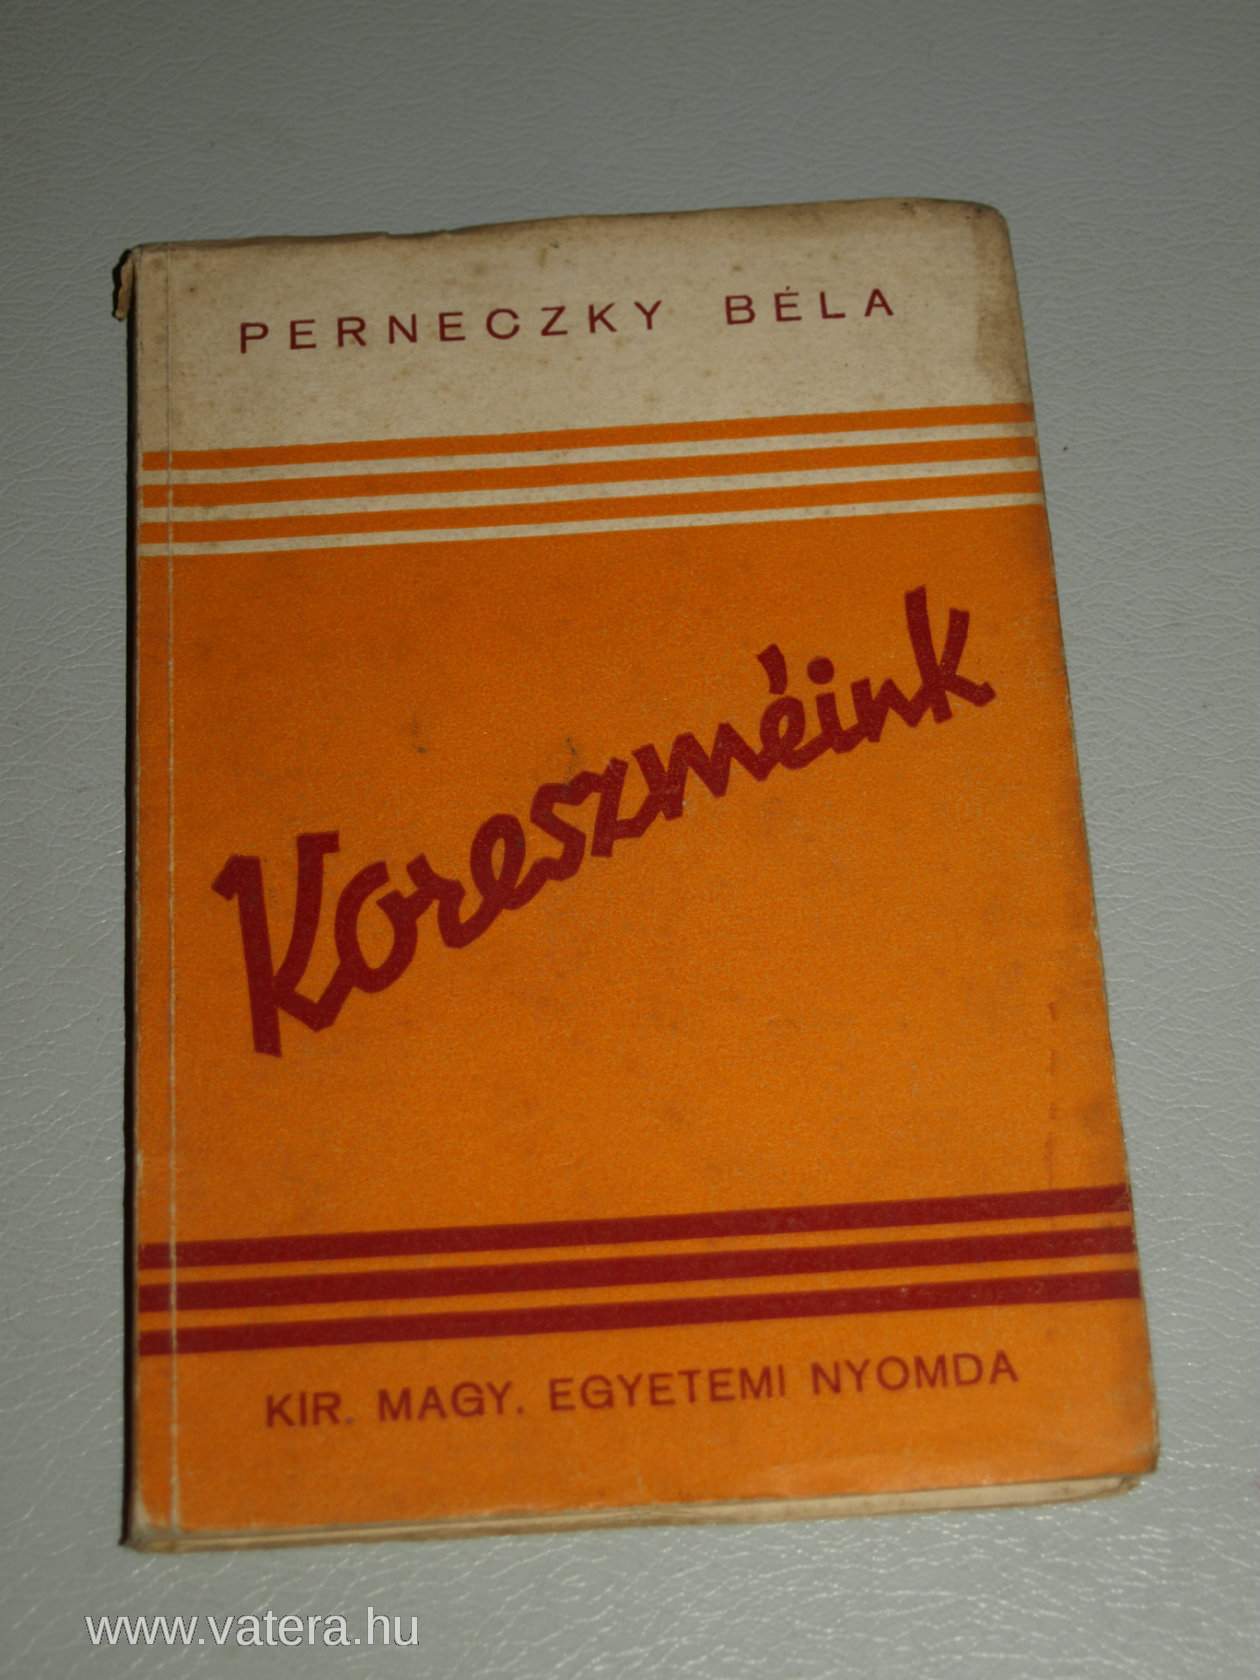 PERNECZKY BÉLA
Koreszméink
KIR. MAGY. EGYETEMI NYOMDA
www.vatera.hu